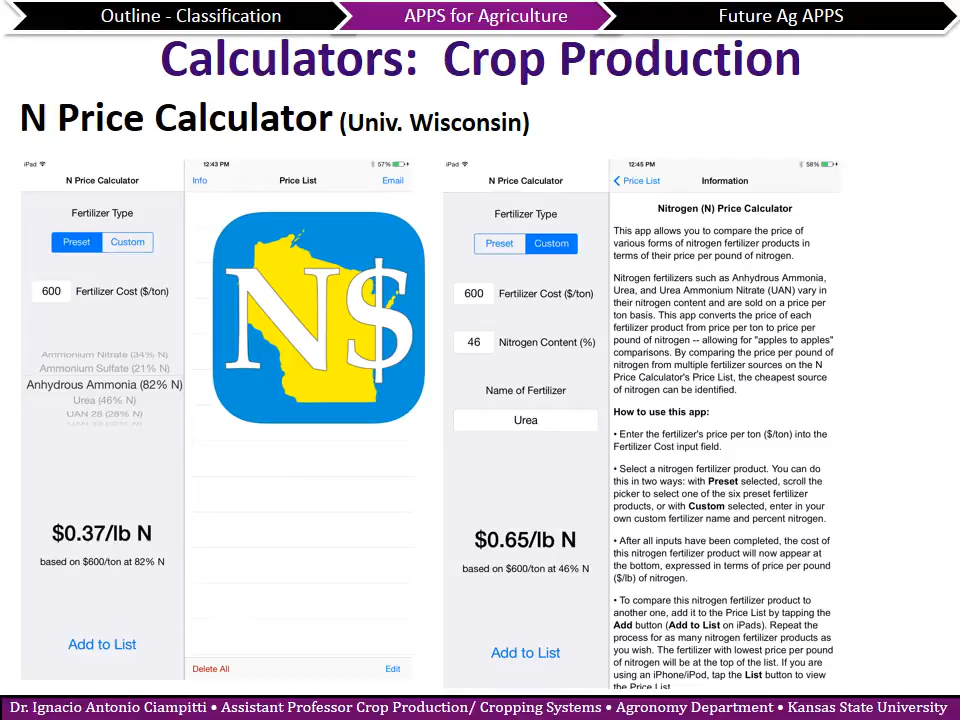 Outline - Classification
APPS for Agriculture
Future Ag APPS
Calculators:  Crop Production
N Price Calculator (Univ. Wisconsin)
iPad
12:43 PM
57%
N Price Calculator
Info
Price List
Email
Fertilizer Type
Preset
Custom
600 Fertilizer Cost ($/ton)
Ammonium Nitrate (34% N)
Ammonium Sulfate (21% N)
Anhydrous Ammonia (82% N)
Urea (46% N)
UAN 28 (28% N)
N$
$0.37/lb N
based on $600/ton at 82% N
Add to List
Delete All
Edit
iPad
12:45 PM
58%
N Price Calculator
Price List
Information
Fertilizer Type
Preset
Custom
600 Fertilizer Cost ($/ton)
46 Nitrogen Content (%)
Name of Fertilizer
Urea
$0.65/lb N
based on $600/ton at 46% N
Add to List
Nitrogen (N) Price Calculator
This app allows you to compare the price of
various forms of nitrogen fertilizer products in
terms of their price per pound of nitrogen.
Nitrogen fertilizers such as Anhydrous Ammonia,
Urea, and Urea Ammonium Nitrate (UAN) vary in
their nitrogen content and are sold on a price per
ton basis. This app converts the price of each
fertilizer product from price per ton to price per
pound of nitrogen -- allowing for "apples to apples"
comparisons. By comparing the price per pound of
nitrogen from multiple fertilizer sources on the N
Price Calculator's Price List, the cheapest source
of nitrogen can be identified.
How to use this app:
• Enter the fertilizer's price per ton ($/ton) into the
Fertilizer Cost input field.
• Select a nitrogen fertilizer product. You can do
this in two ways: with Preset selected, scroll the
picker to select one of the six preset fertilizer
products, or with Custom selected, enter in your
own custom fertilizer name and percent nitrogen.
• After all inputs have been completed, the cost of
this nitrogen fertilizer product will now appear at
the bottom, expressed in terms of price per pound
($/lb) of nitrogen.
• To compare this nitrogen fertilizer product to
another one, add it to the Price List by tapping the
Add button (Add to List on iPads). Repeat the
process for as many nitrogen fertilizer products as
you wish. The fertilizer with lowest price per pound
of nitrogen will be at the top of the list. If you are
using an iPhone/iPod, tap the List button to view
the Price List.
Dr. Ignacio Antonio Ciampitti • Assistant Professor Crop Production/ Cropping Systems • Agronomy Department • Kansas State University